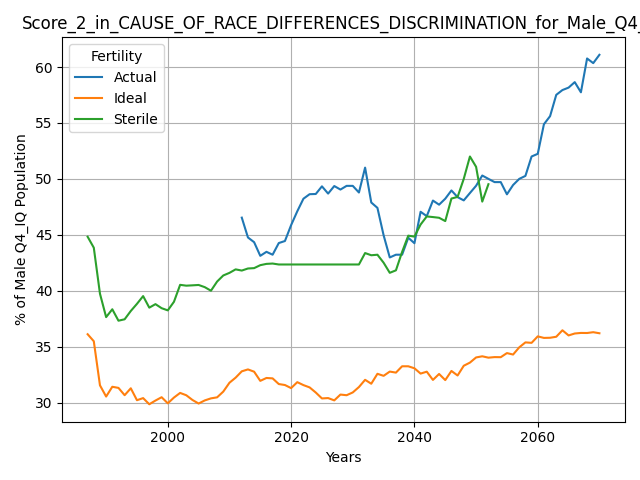 Score_2_in_CAUSE_OF_RACE_DIFFERENCES_DISCRIMINATION_for_Male_Q4_
Fertility
Actual
Ideal
Sterile
% of Male Q4_IQ Population
60
55
50
45
40
35
30
2000 2020 2040 2060
Years